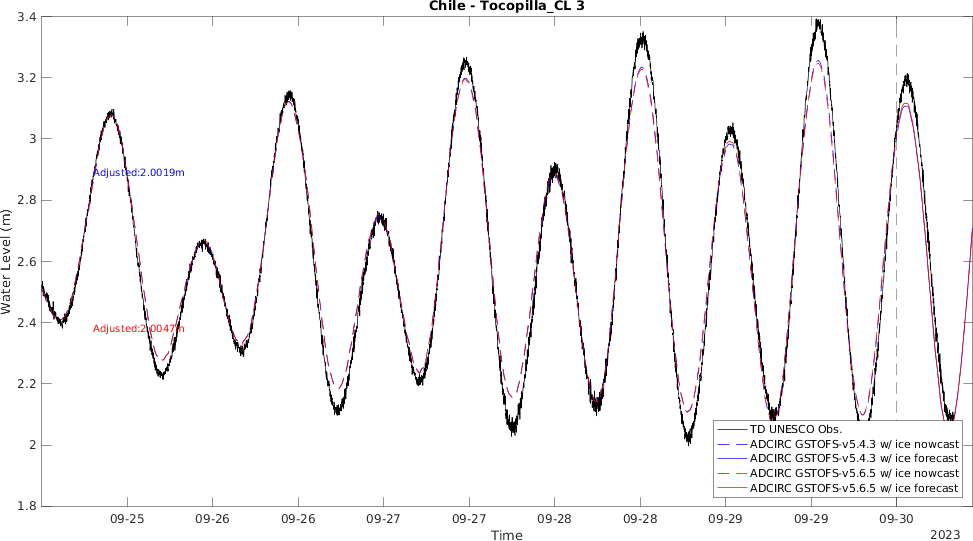 Chile - Tocopilla_CL 3
3.4
3.2
3
2.8
2.6
2.4
2.2
2
1.8
Water Level (m)
Adjusted:2.0019m
Adjusted:2.0047m
TD UNESCO Obs.
ADCIRC GSTOFS-v5.4.3 w/ ice nowcast
ADCIRC GSTOFS-v5.4.3 w/ ice forecast
ADCIRC GSTOFS-v5.6.5 w/ ice nowcast
ADCIRC GSTOFS-v5.6.5 w/ ice forecast
09-25 09-26 09-26 09-27 09-27 09-28 09-28 09-29 09-29 09-30
Time
2023